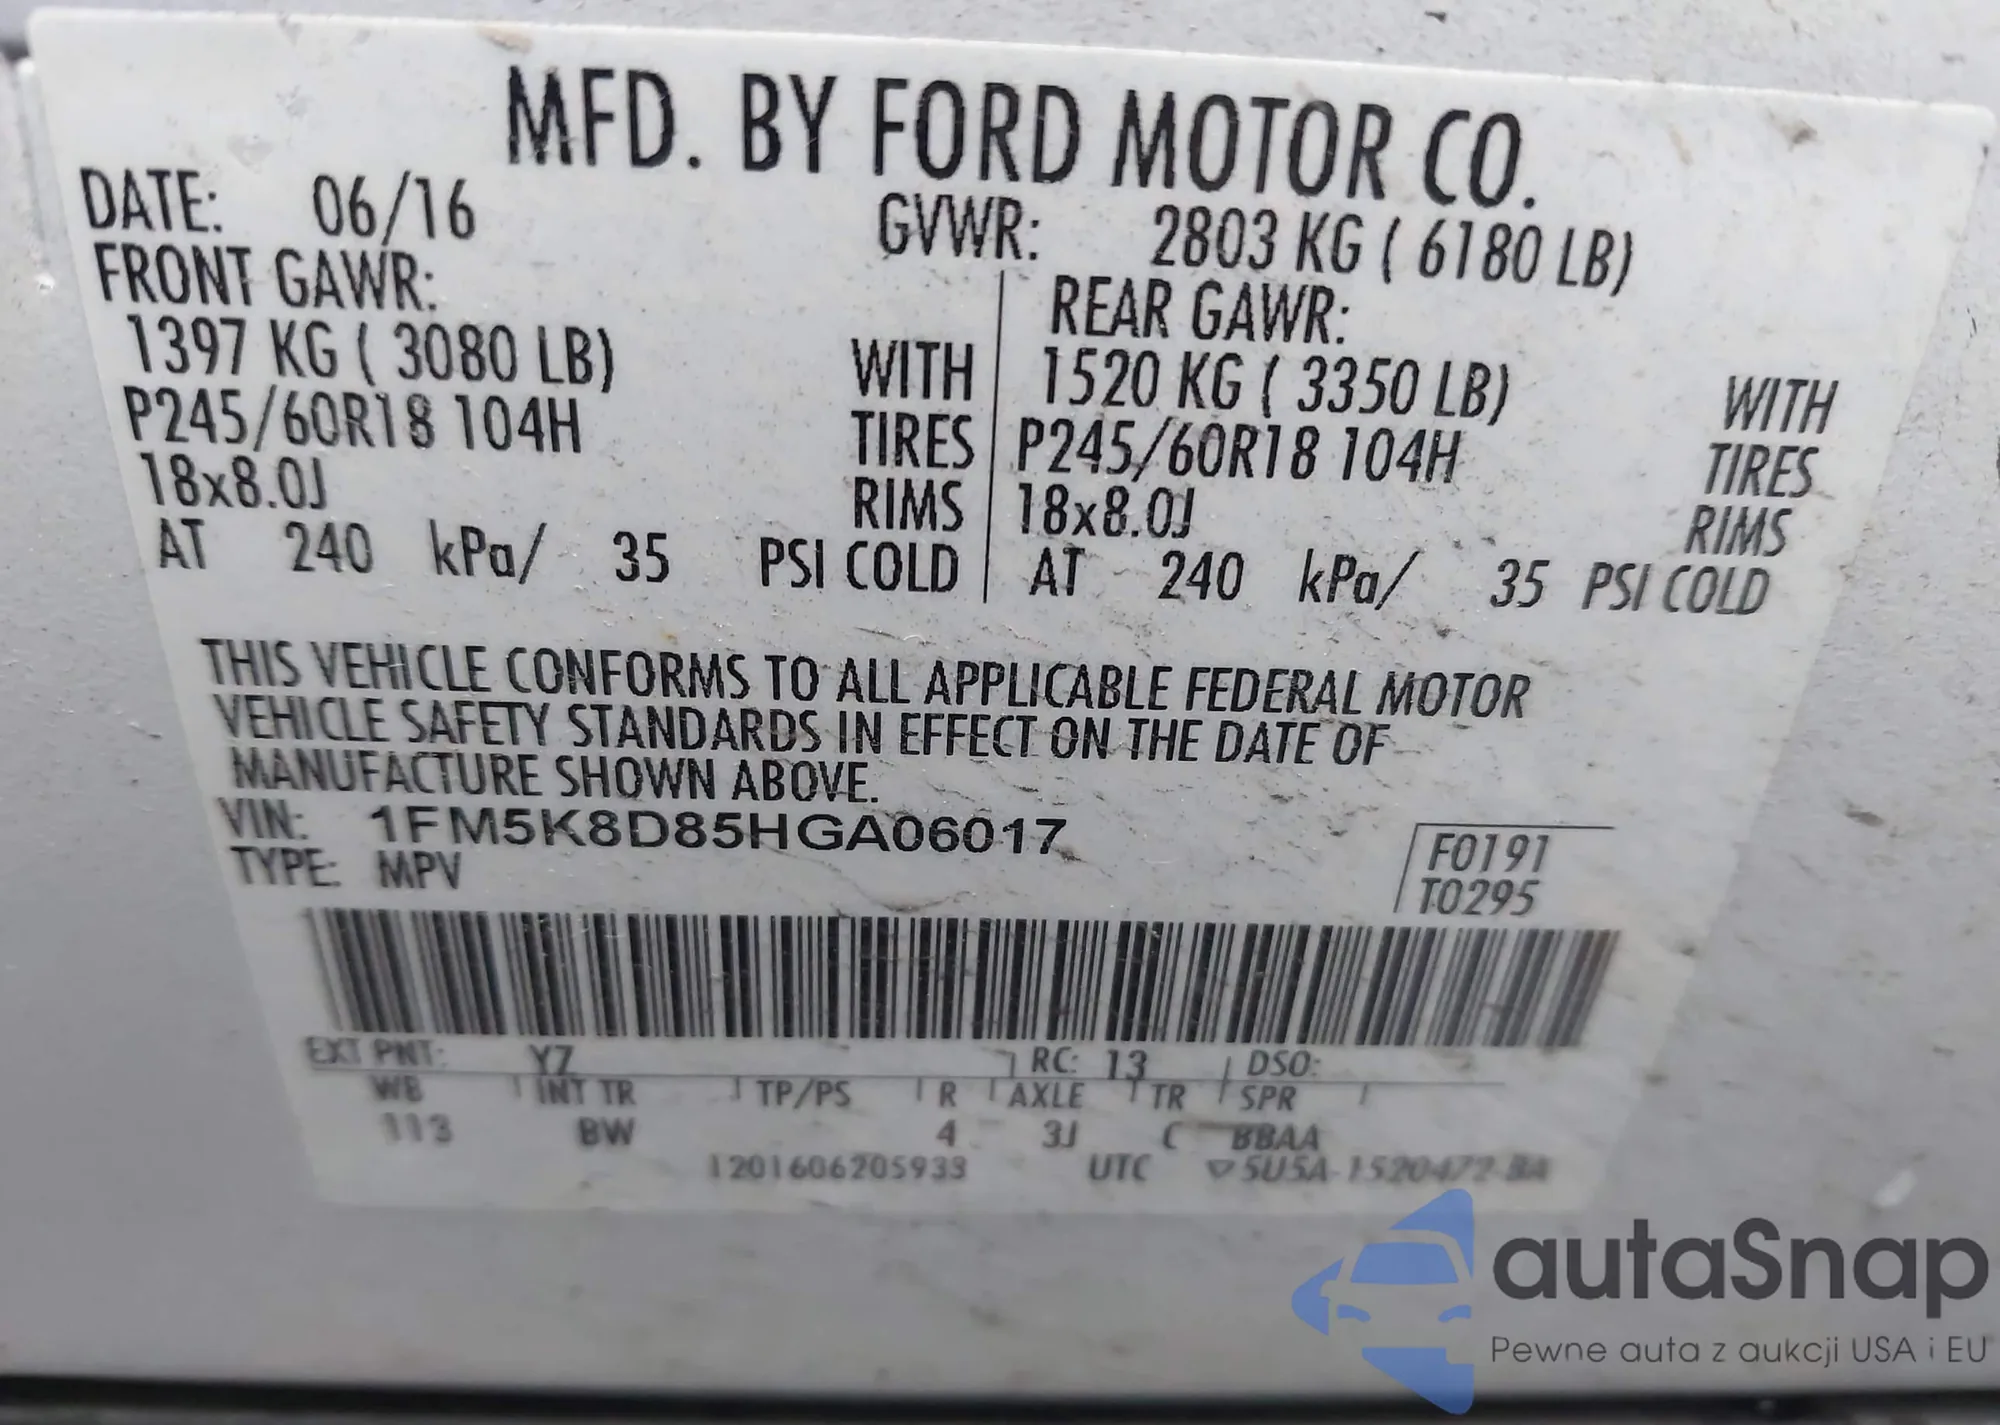 MFD. BY FORD MOTOR CO.
DATE: 06/16 GVWR: 2803 KG ( 6180 LB)
FRONT GAWR: REAR GAWR:
1397 KG ( 3080 LB) WITH 1520 KG ( 3350 LB) WITH
P245/60R18 104H TIRES P245/60R18 104H TIRES
18x8.0J RIMS 18x8.0J RIMS
AT 240 kPa/ 35 PSI COLD AT 240 kPa/ 35 PSI COLD
THIS VEHICLE CONFORMS TO ALL APPLICABLE FEDERAL MOTOR
VEHICLE SAFETY STANDARDS IN EFFECT ON THE DATE OF
MANUFACTURE SHOWN ABOVE.
VIN: 1FM5K8D85HGA06017
TYPE: MPV
F0191
T0295
EXT PNT: YZ RC: 13 DSO:
WB INT TR TP/PS R AXLE TR SPR
113 BW 4 3J C BBAA
1201606205933 UTC ▽5U5A-1520472-BA
autaSnap
Pewne auta z aukcji USA i EU